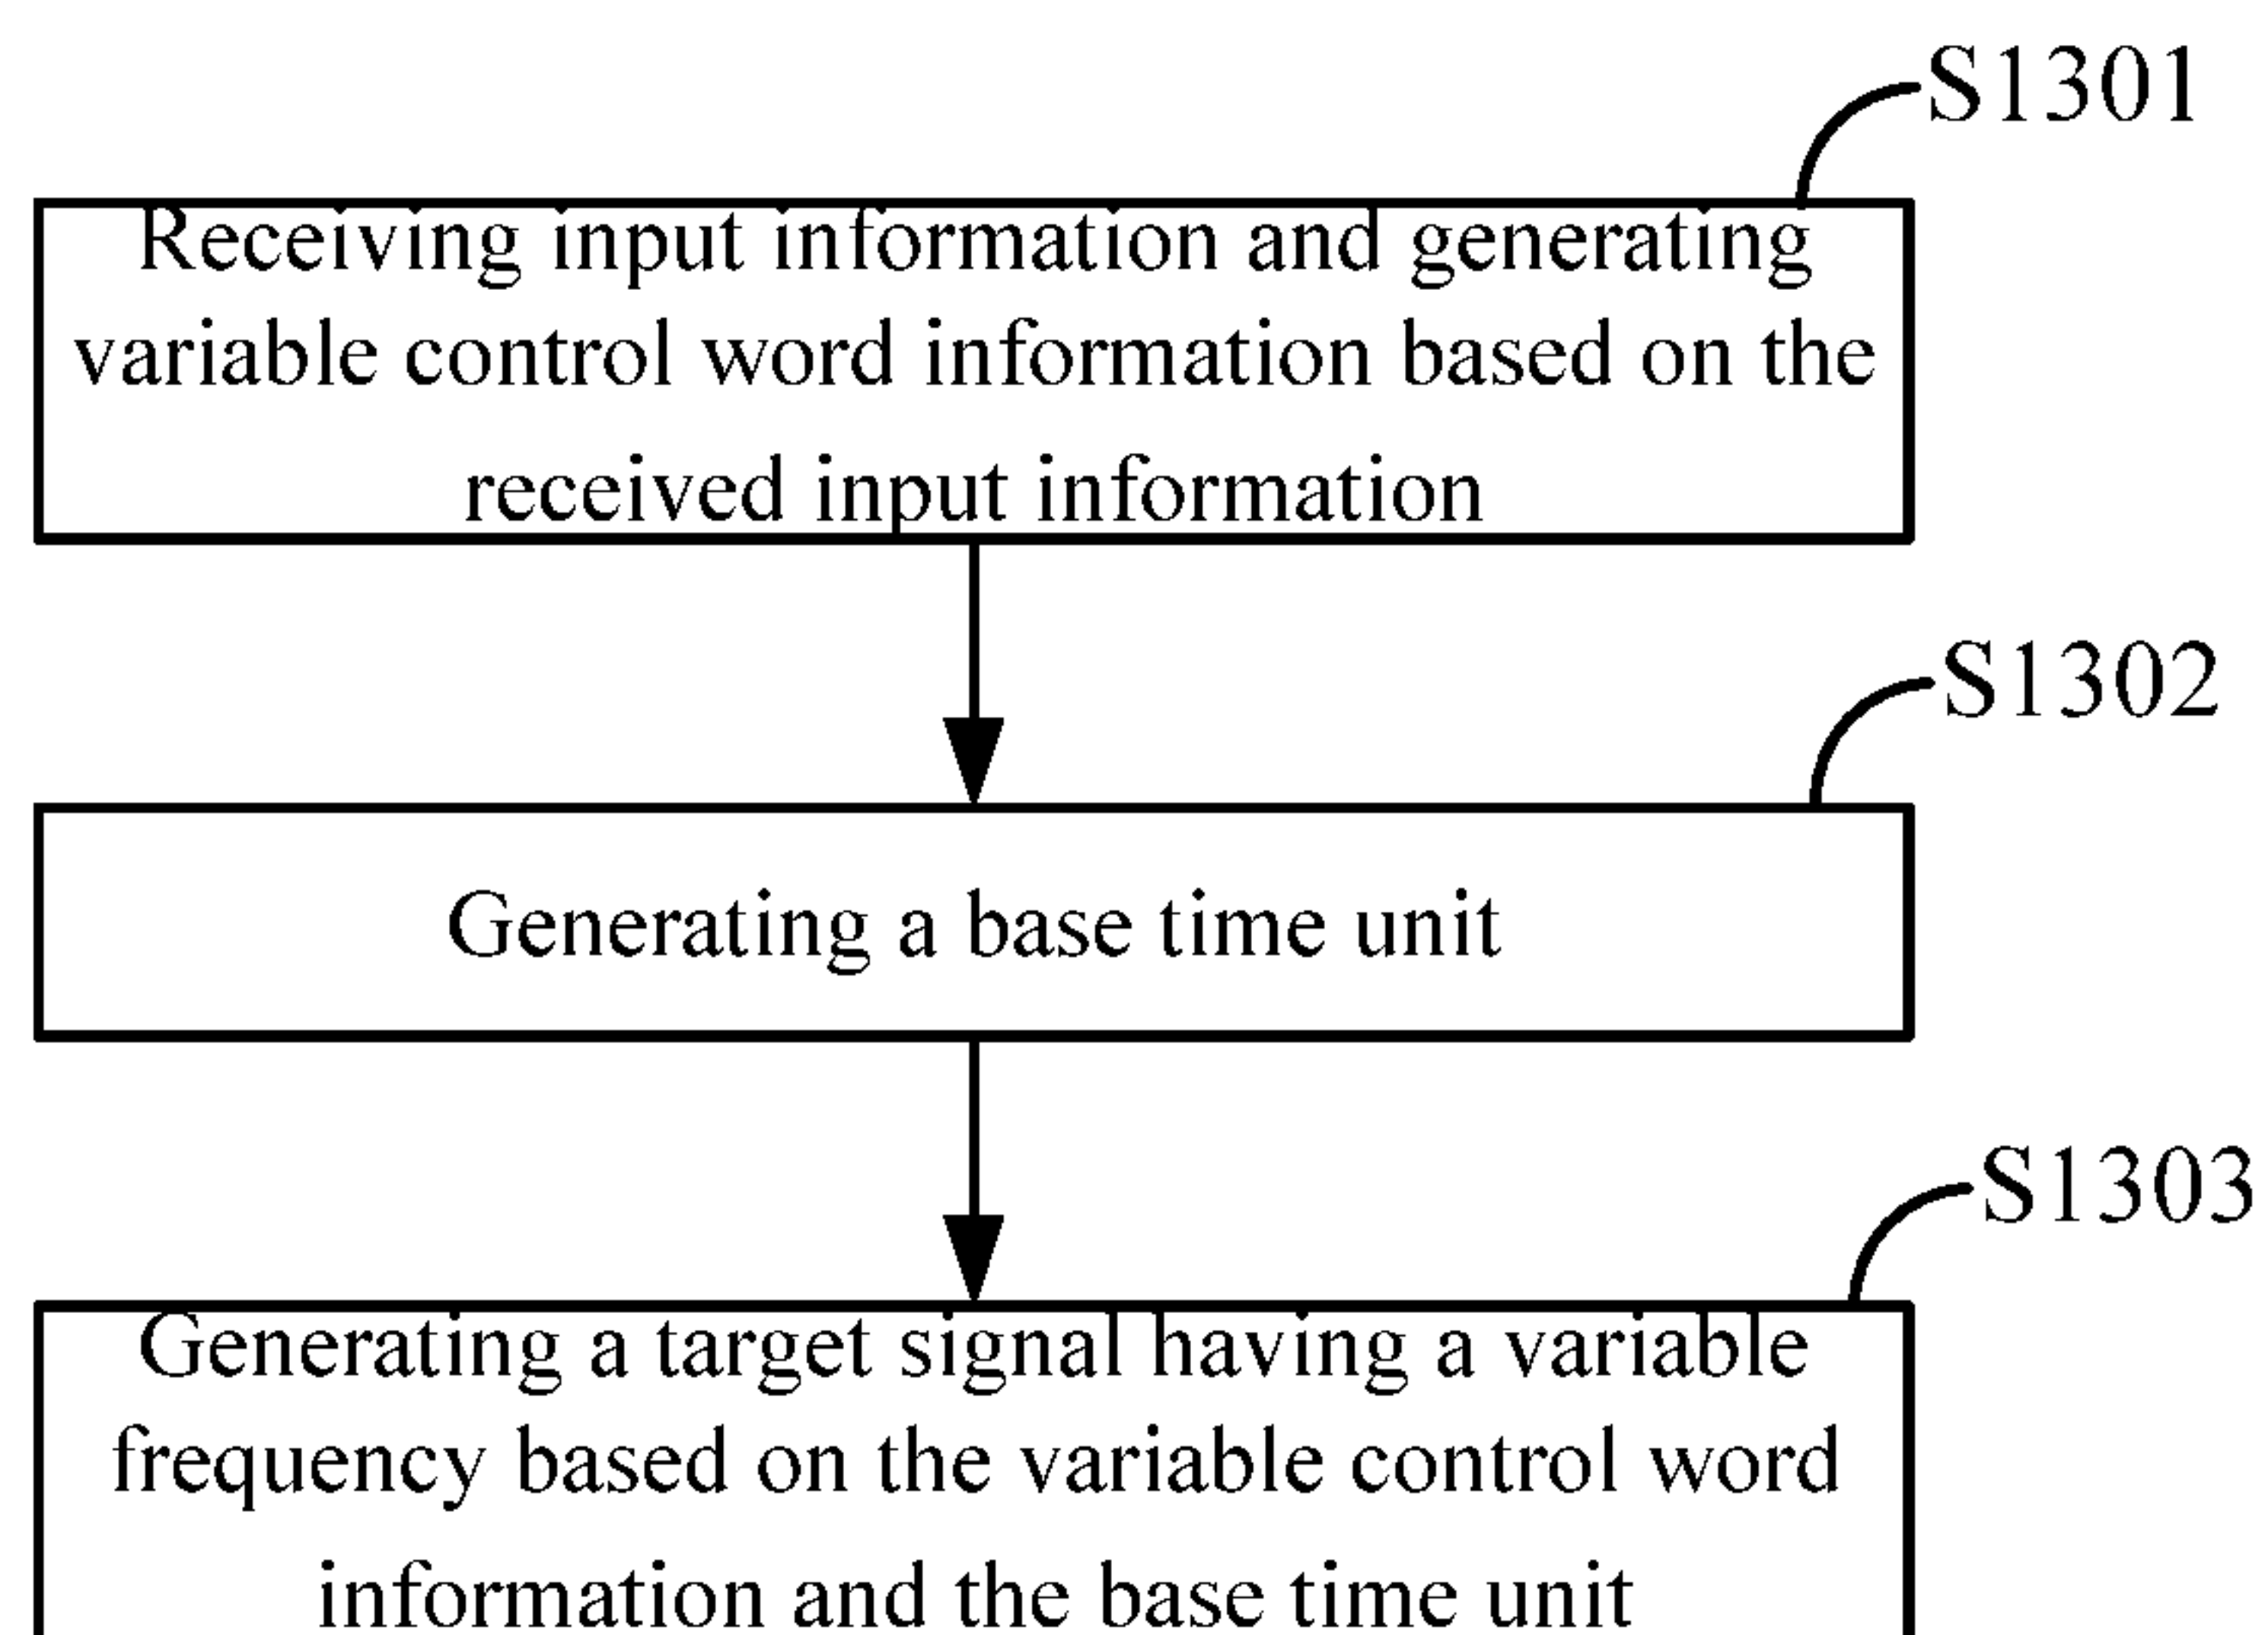 S1301
Receiving input information and generating
variable control word information based on the
received input information
S1302
Generating a base time unit
S1303
Generating a target signal having a variable
frequency based on the variable control word
information and the base time unit